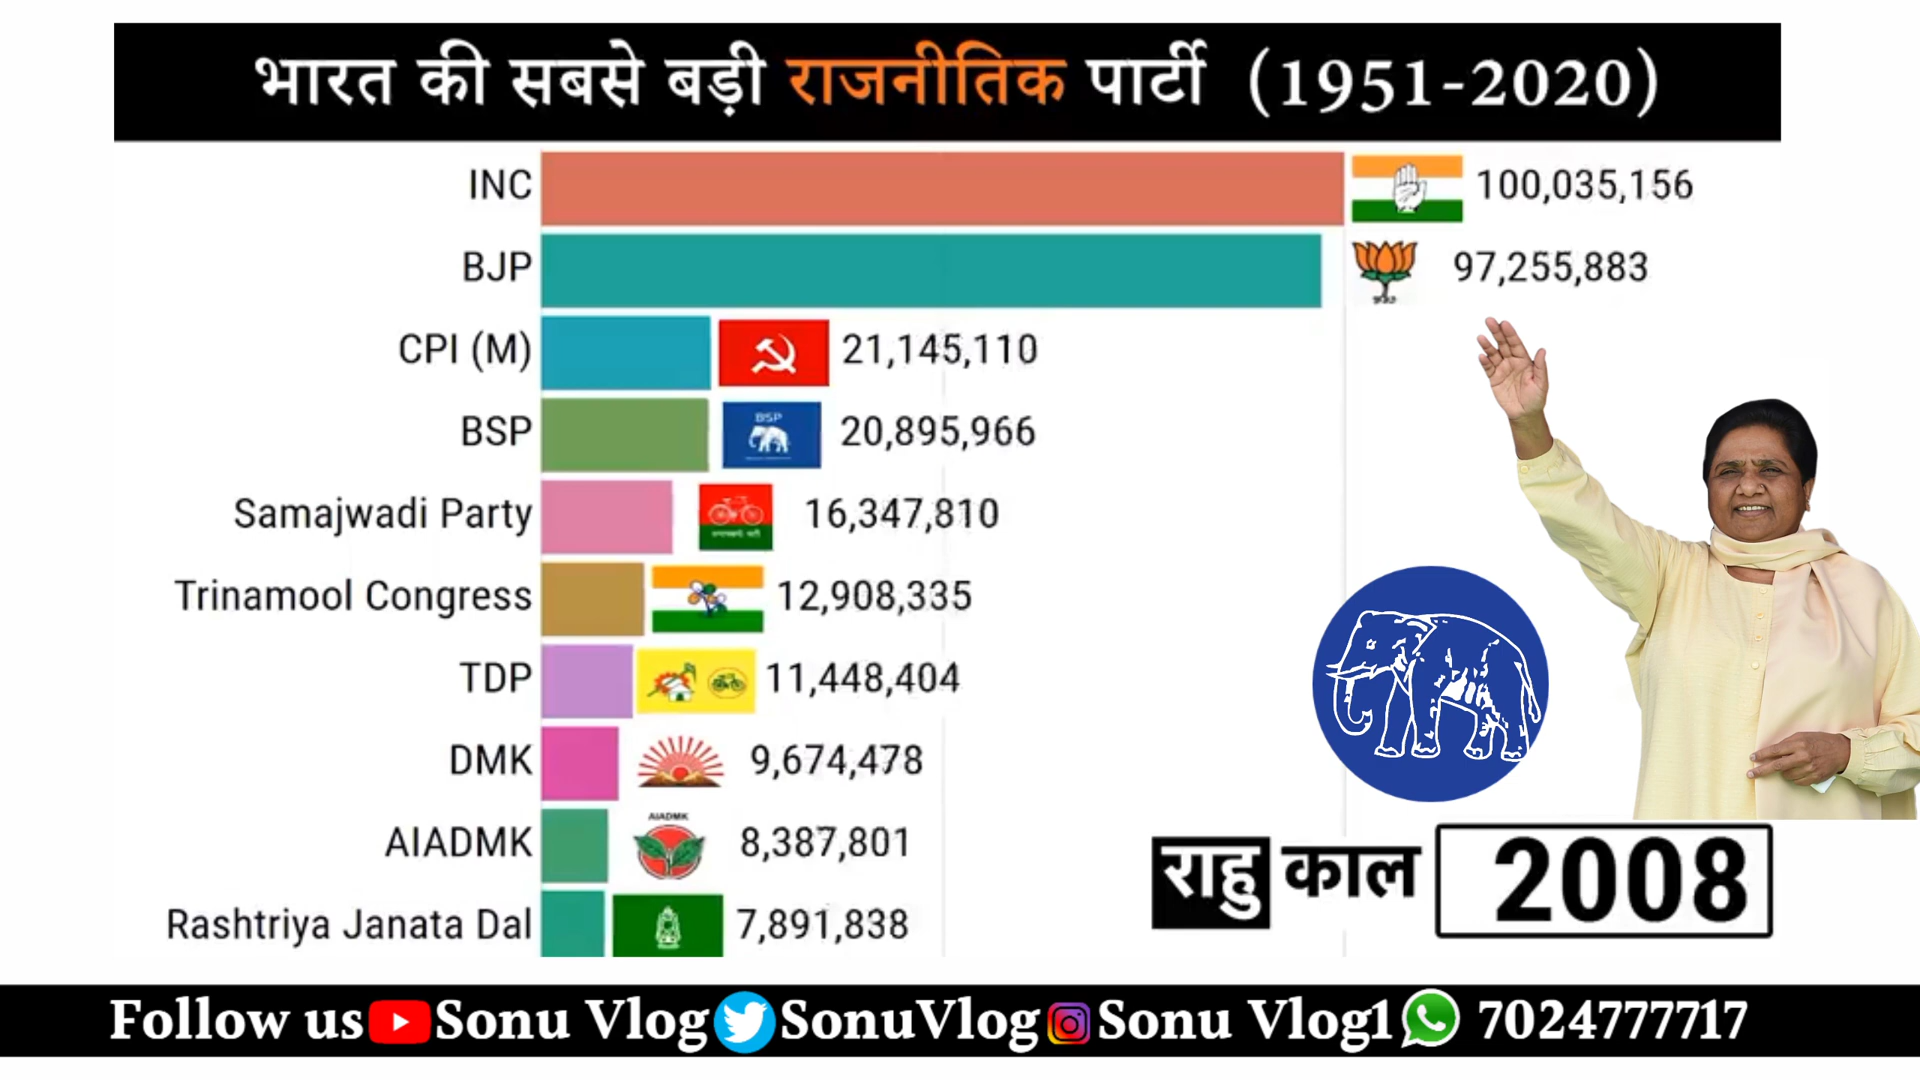 भारत की सबसे बड़ी राजनीतिक पार्टी (1951-2020)
INC 100,035,156
BJP 97,255,883
CPI (M) 21,145,110
BSP BSP 20,895,966
Samajwadi Party 16,347,810
Trinamool Congress 12,908,335
TDP 11,448,404
DMK 9,674,478
AIADMK AIADMK 8,387,801
Rashtriya Janata Dal 7,891,838
राहु काल 2008
Follow us Sonu Vlog SonuVlog Sonu Vlog1 7024777717